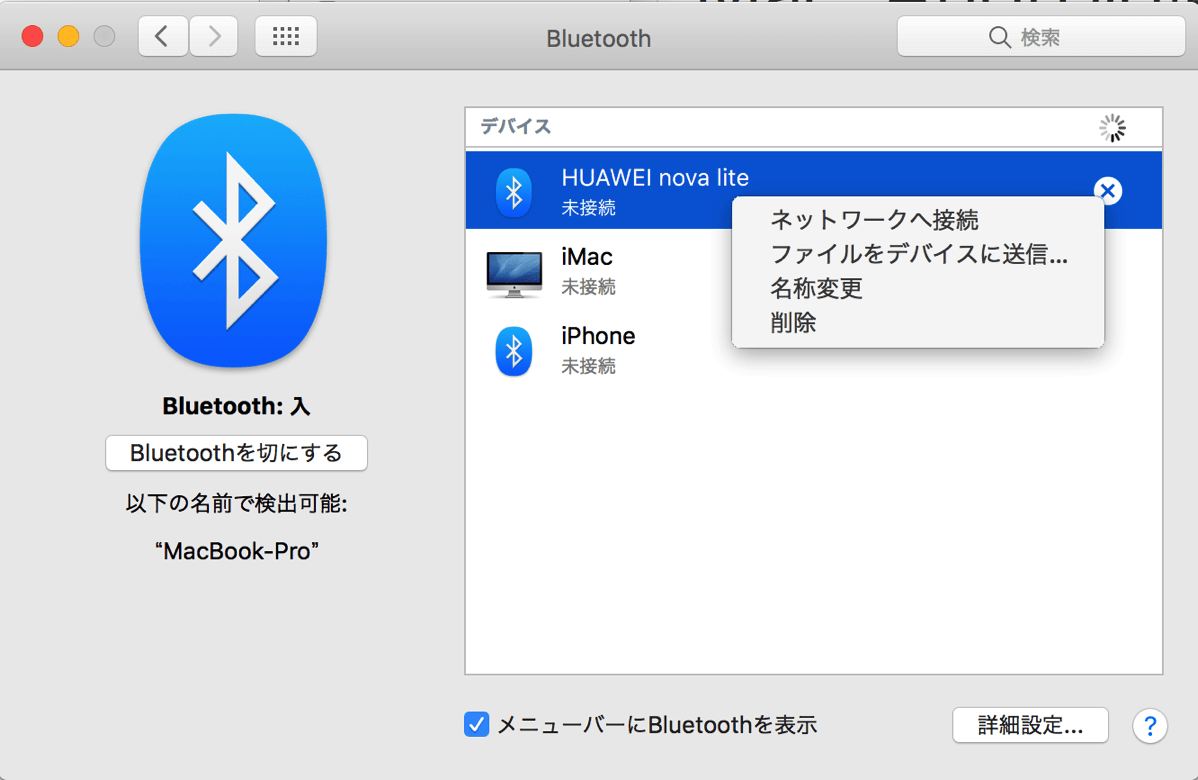 Bluetooth
検索
デバイス
HUAWEI nova lite
未接続
ネットワークへ接続
ファイルをデバイスに送信...
名称変更
削除
iMac
未接続
iPhone
未接続
Bluetooth: 入
Bluetoothを切にする
以下の名前で検出可能:
“MacBook-Pro”
メニューバーにBluetoothを表示
詳細設定...
?